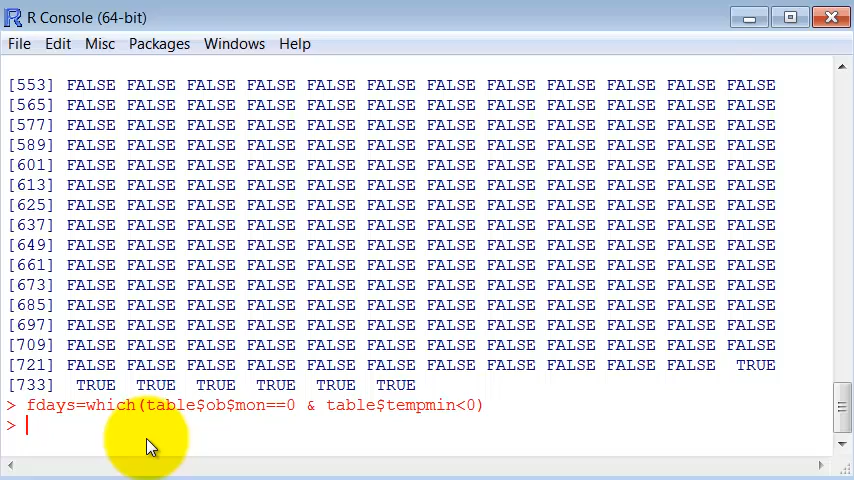 R Console (64-bit)
File Edit Misc Packages Windows Help
[553] FALSE FALSE FALSE FALSE FALSE FALSE FALSE FALSE FALSE FALSE FALSE FALSE
[565] FALSE FALSE FALSE FALSE FALSE FALSE FALSE FALSE FALSE FALSE FALSE FALSE
[577] FALSE FALSE FALSE FALSE FALSE FALSE FALSE FALSE FALSE FALSE FALSE FALSE
[589] FALSE FALSE FALSE FALSE FALSE FALSE FALSE FALSE FALSE FALSE FALSE FALSE
[601] FALSE FALSE FALSE FALSE FALSE FALSE FALSE FALSE FALSE FALSE FALSE FALSE
[613] FALSE FALSE FALSE FALSE FALSE FALSE FALSE FALSE FALSE FALSE FALSE FALSE
[625] FALSE FALSE FALSE FALSE FALSE FALSE FALSE FALSE FALSE FALSE FALSE FALSE
[637] FALSE FALSE FALSE FALSE FALSE FALSE FALSE FALSE FALSE FALSE FALSE FALSE
[649] FALSE FALSE FALSE FALSE FALSE FALSE FALSE FALSE FALSE FALSE FALSE FALSE
[661] FALSE FALSE FALSE FALSE FALSE FALSE FALSE FALSE FALSE FALSE FALSE FALSE
[673] FALSE FALSE FALSE FALSE FALSE FALSE FALSE FALSE FALSE FALSE FALSE FALSE
[685] FALSE FALSE FALSE FALSE FALSE FALSE FALSE FALSE FALSE FALSE FALSE FALSE
[697] FALSE FALSE FALSE FALSE FALSE FALSE FALSE FALSE FALSE FALSE FALSE FALSE
[709] FALSE FALSE FALSE FALSE FALSE FALSE FALSE FALSE FALSE FALSE FALSE FALSE
[721] FALSE FALSE FALSE FALSE FALSE FALSE FALSE FALSE FALSE FALSE FALSE TRUE
[733] TRUE TRUE TRUE TRUE TRUE TRUE
> fdays=which(table$ob$mon==0 & table$tempmin<0)
>